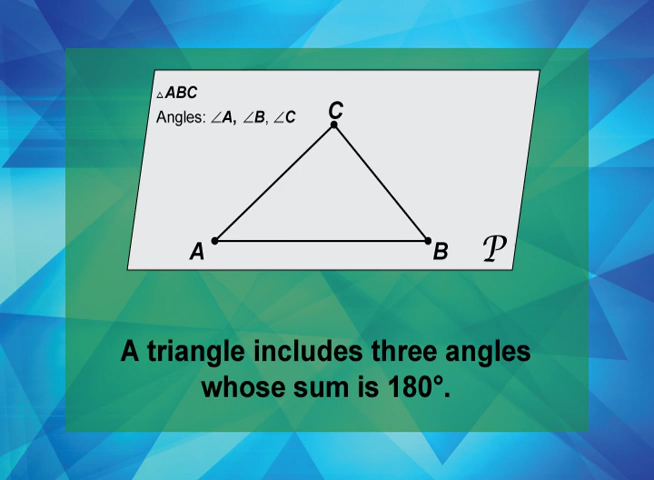 △ABC
Angles: ∠A, ∠B, ∠C
C
A
B
𝒫
A triangle includes three angles
whose sum is 180°.